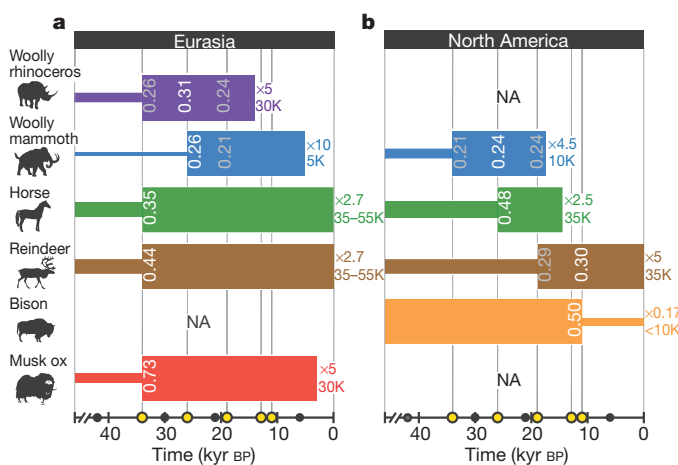 a
b
Eurasia
North America
Woolly
rhinoceros
0.26
0.31
0.24
×5
30K
NA
Woolly
mammoth
0.26
0.21
×10
5K
0.21
0.24
0.24
×4.5
10K
Horse
0.35
×2.7
35–55K
0.48
×2.5
35K
Reindeer
0.44
×2.7
35–55K
0.29
0.30
×5
35K
Bison
NA
0.50
×0.17
<10K
Musk ox
0.73
×5
30K
NA
40 30 20 10 0
40 30 20 10 0
Time (kyr BP)
Time (kyr BP)